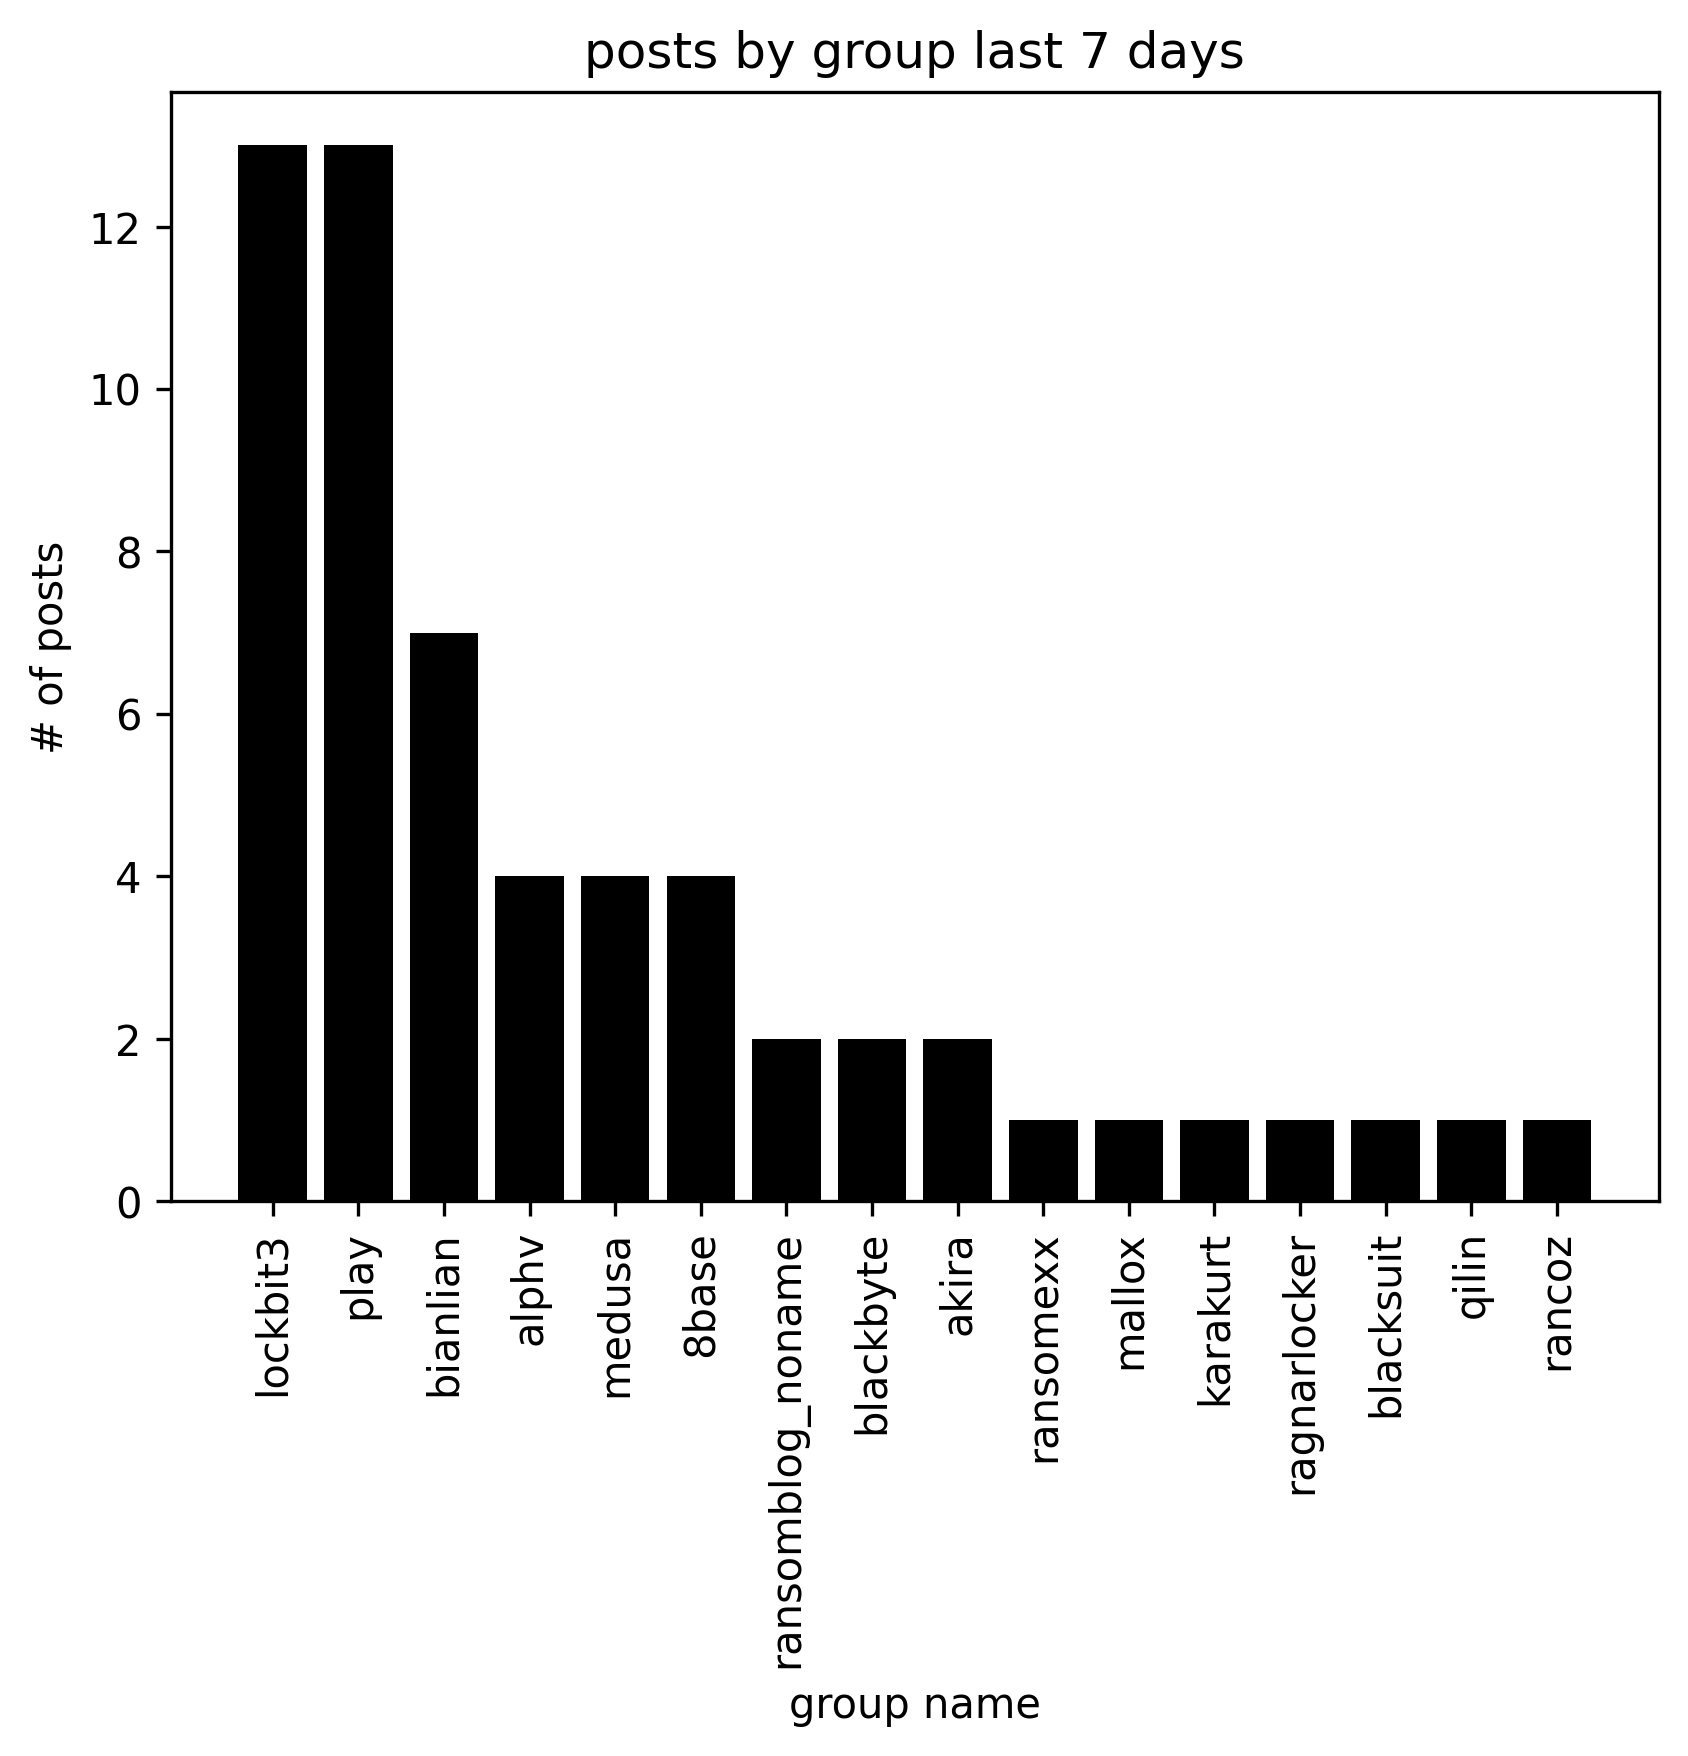 posts by group last 7 days
# of posts
12
10
8
6
4
2
0
lockbit3
play
bianlian
alphv
medusa
8base
ransomblog_noname
blackbyte
akira
ransomexx
mallox
karakurt
ragnarlocker
blacksuit
qilin
rancoz
group name